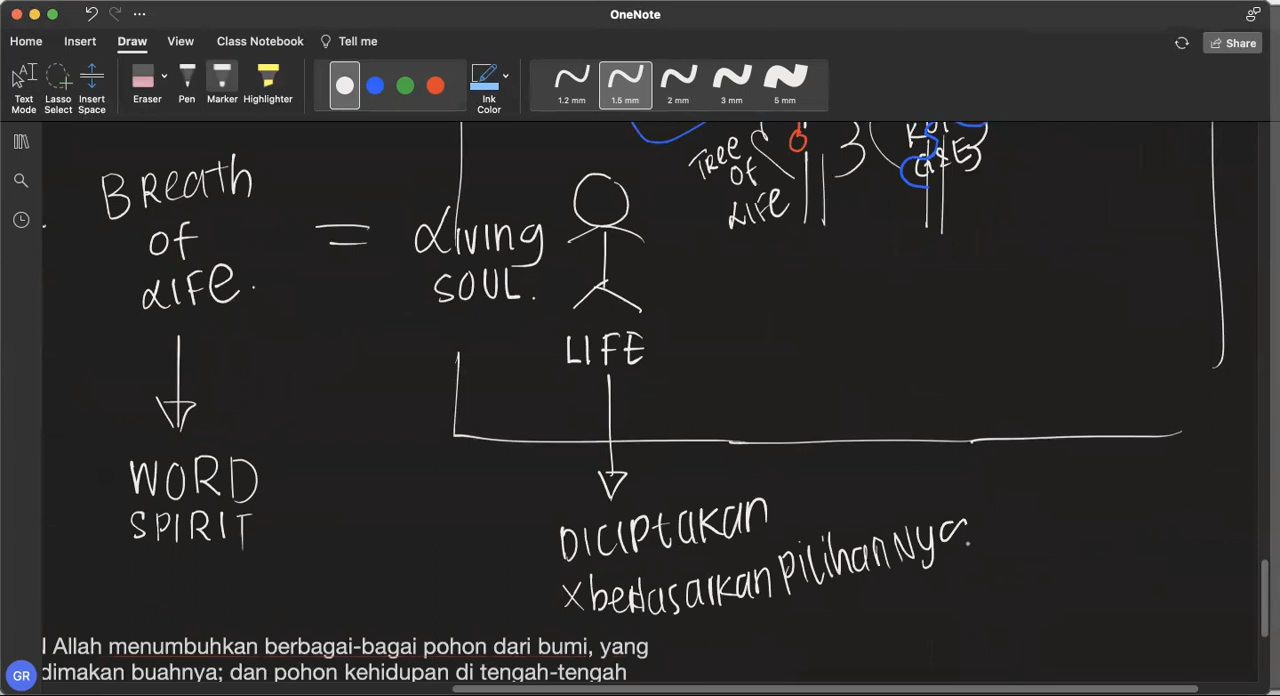 OneNote
Home Insert Draw View Class Notebook Tell me
Share
Text Mode
Lasso Select
Insert Space
Eraser
Pen
Marker
Highlighter
Ink Color
1.2 mm
1.5 mm
2 mm
3 mm
5 mm
TRee
OF
LIFe
BReath
of
LIFe.
=
Living
SOUL.
LIFE
WORD
SPIRIT
DICIPtakan
x berdasarkan pilihanNya
Allah menumbuhkan berbagai-bagai pohon dari bumi, yang
dimakan buahnya; dan pohon kehidupan di tengah-tengah
GR